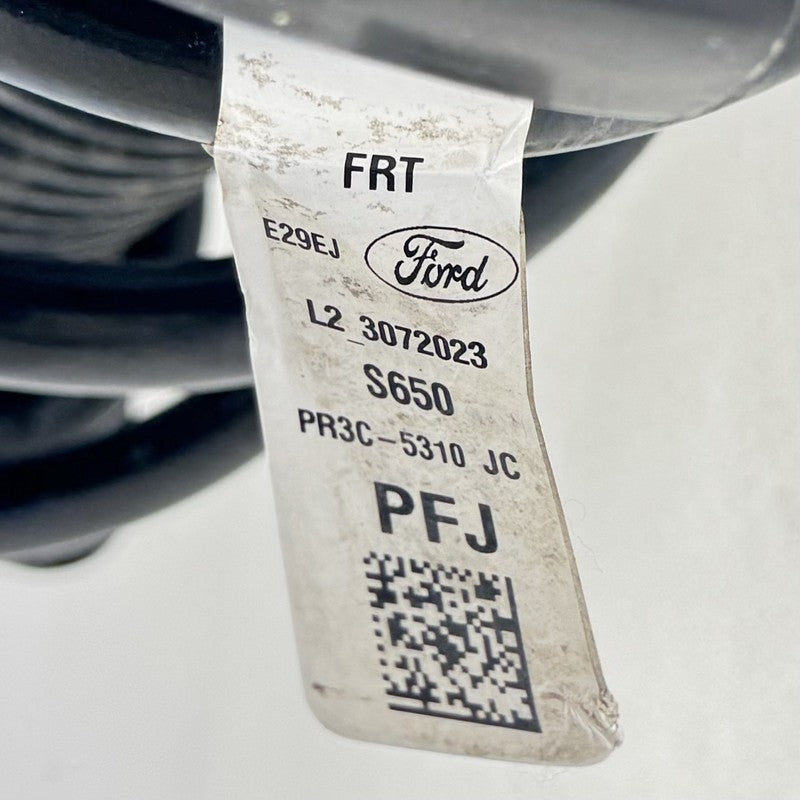 FRT
E29EJ Ford
L2_3072023
S650
PR3C-5310 JC
PFJ